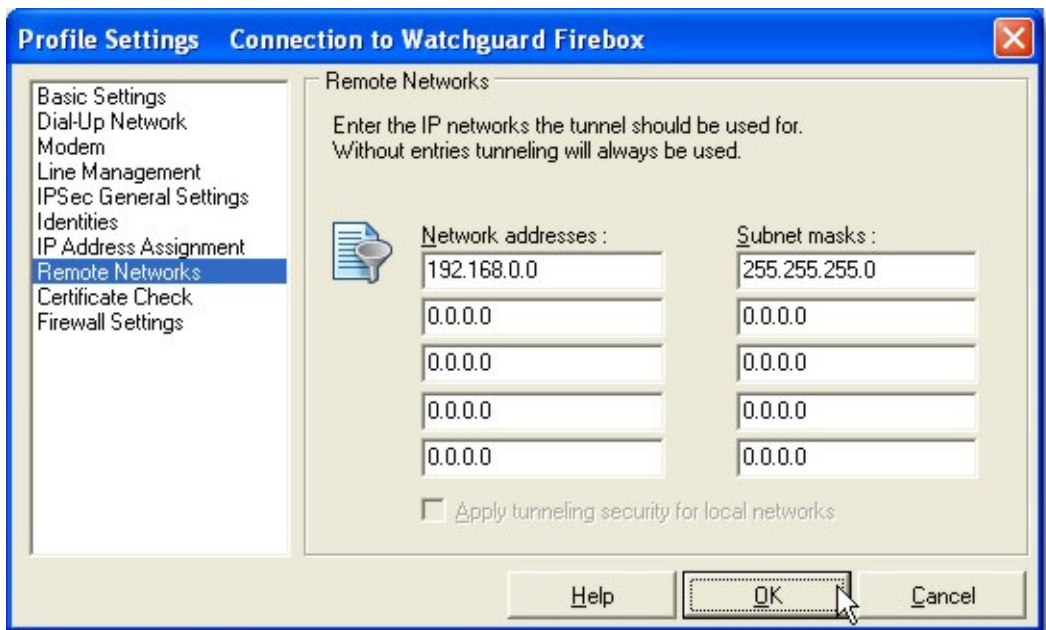 Profile Settings Connection to Watchguard Firebox
Basic Settings
Dial-Up Network
Modem
Line Management
IPSec General Settings
Identities
IP Address Assignment
Remote Networks
Certificate Check
Firewall Settings
Remote Networks
Enter the IP networks the tunnel should be used for.
Without entries tunneling will always be used.
Network addresses : Subnet masks :
192.168.0.0 255.255.255.0
0.0.0.0 0.0.0.0
0.0.0.0 0.0.0.0
0.0.0.0 0.0.0.0
0.0.0.0 0.0.0.0
Apply tunneling security for local networks
Help OK Cancel